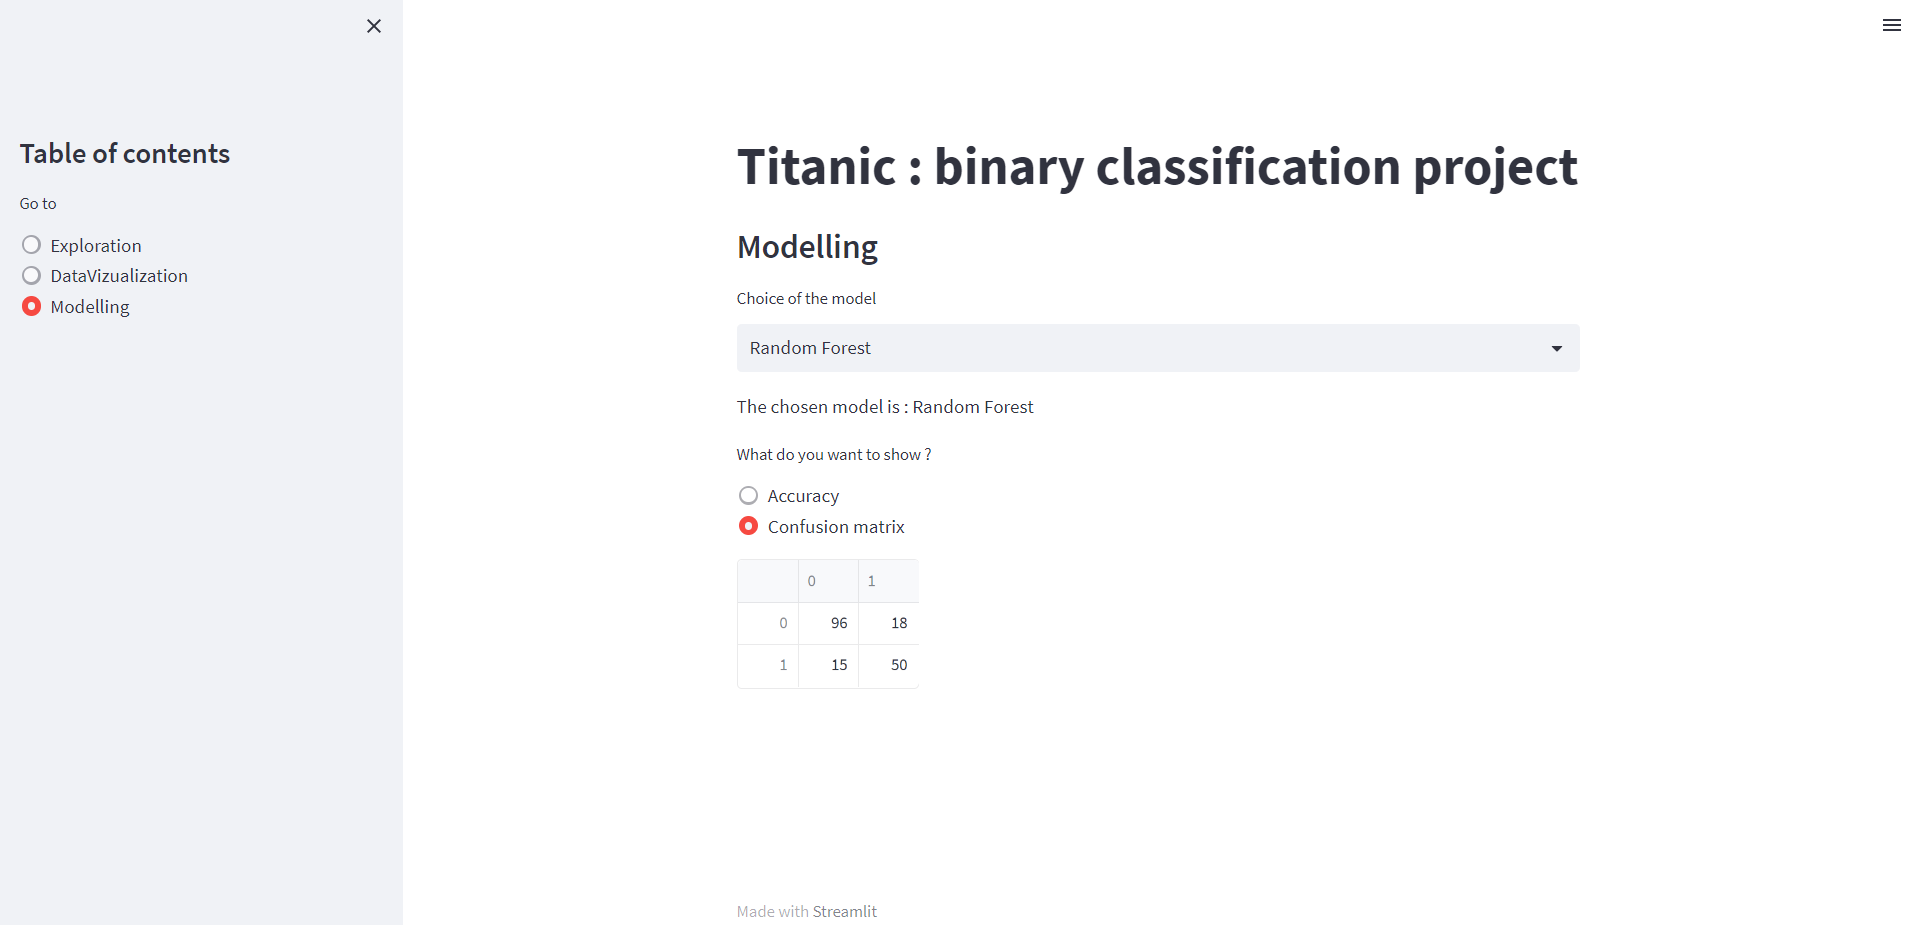 Table of contents
Go to
Exploration
DataVizualization
Modelling
Titanic : binary classification project
Modelling
Choice of the model
Random Forest
The chosen model is : Random Forest
What do you want to show ?
Accuracy
Confusion matrix
0 1
0 96 18
1 15 50
Made with Streamlit